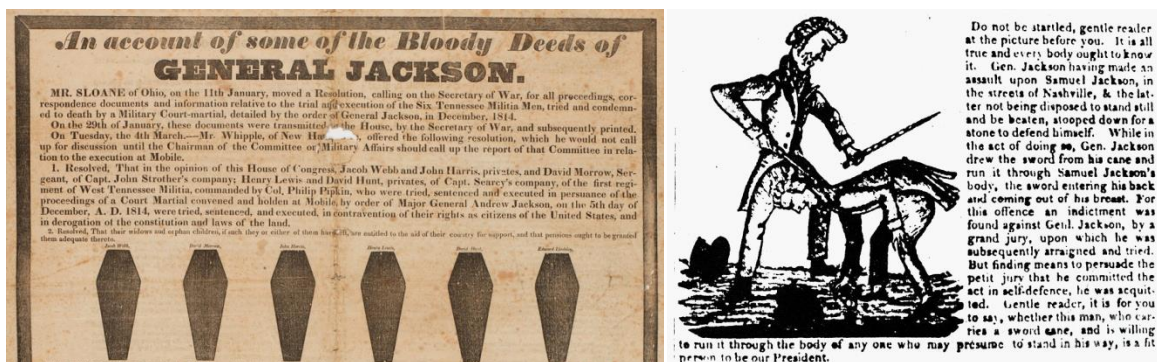 An account of some of the Bloody Deeds of
GENERAL JACKSON.
MR. SLOANE of Ohio, on the 11th January, moved a Resolution, calling on the Secretary of War, for all proceedings, cor-
respondence documents and information relative to the trial and execution of the Six Tennessee Militia Men, tried and condemn-
ed to death by a Military Court-martial, detailed by the order of General Jackson, in December, 1814.
On the 29th of January, these documents were transmitted the House, by the Secretary of War, and subsequently printed.
On Tuesday, the 4th March,—Mr. Whipple, of New offered the following resolution, which he would not call
up for discussion until the Chairman of the Committee on Military Affairs should call up the report of that Committee in rela-
tion to the execution at Mobile.
1. Resolved, That in the opinion of this House of Congress, Jacob Webb and John Harris, privates, and David Morrow, Ser-
geant, of Capt. John Strother's company; Henry Lewis and David Hunt, privates, of Capt. Searcy's company, of the first regi-
ment of West Tennessee Militia, commanded by Col, Philip Pipkin, who were tried, sentenced and executed in persuance of the
proceedings of a Court Martial convened and holden at Mobile, by order of Major General Andrew Jackson, on the 5th day of
December, A. D. 1814, were tried, sentenced, and executed, in contravention of their rights as citizens of the United States, and
in derogation of the constitution and laws of the land.
2. Resolved, That their widows and orphan children, if such they or either of them have left, are entitled to the aid of their country for support, and that pensions ought to be granted
them adequate thereto.
Jacob Webb. David Morrow. John Harris. Henry Lewis. David Hunt. Edward
Do not be startled, gentle reader
at the picture before you. It is all
true and every body ought to know
it. Gen. Jackson having made an
assault upon Samuel Jackson, in
the streets of Nashville, & the lat-
ter not being disposed to stand still
and be beaten, stooped down for a
stone to defend himself. While in
the act of doing so, Gen. Jackson
drew the sword from his cane and
run it through Samuel Jackson's
body, the sword entering his back
and coming out of his breast. For
this offence an indictment was
found against Genl. Jackson, by a
grand jury, upon which he was
subsequently arraigned and tried.
But finding means to persuade the
petit jury that he committed the
act in self-defence, he was acquit-
ted. Gentle reader, it is for you
to say, whether this man, who car-
ries a sword cane, and is willing
to run it through the body of any one who may presume to stand in his way, is a fit
person to be our President.